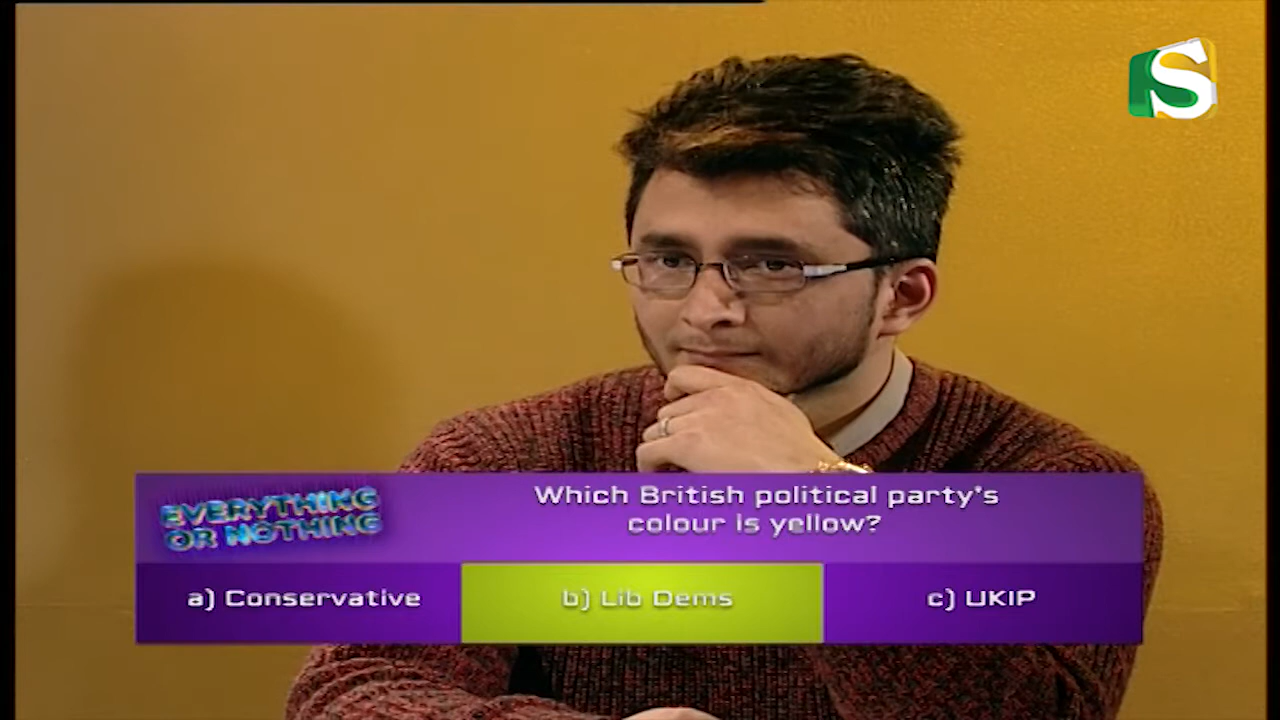 S
EVERYTHING
OR NOTHING
Which British political party's
colour is yellow?
a) Conservative
b) Lib Dems
c) UKIP